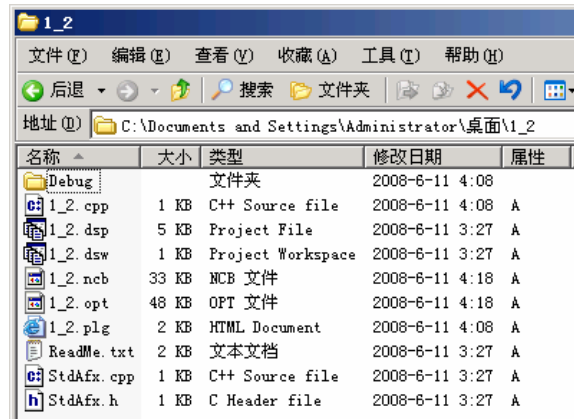 1_2
文件(F) 编辑(E) 查看(V) 收藏(A) 工具(T) 帮助(H)
后退 搜索 文件夹
地址(D) C:\Documents and Settings\Administrator\桌面\1_2
名称 大小 类型 修改日期 属性
Debug 文件夹 2008-6-11 4:08
1_2.cpp 1 KB C++ Source file 2008-6-11 4:08 A
1_2.dsp 5 KB Project File 2008-6-11 3:27 A
1_2.dsw 1 KB Project Workspace 2008-6-11 3:27 A
1_2.ncb 33 KB NCB 文件 2008-6-11 4:18 A
1_2.opt 48 KB OPT 文件 2008-6-11 4:18 A
1_2.plg 2 KB HTML Document 2008-6-11 4:08 A
ReadMe.txt 2 KB 文本文档 2008-6-11 3:27 A
StdAfx.cpp 1 KB C++ Source file 2008-6-11 3:27 A
StdAfx.h 1 KB C Header file 2008-6-11 3:27 A